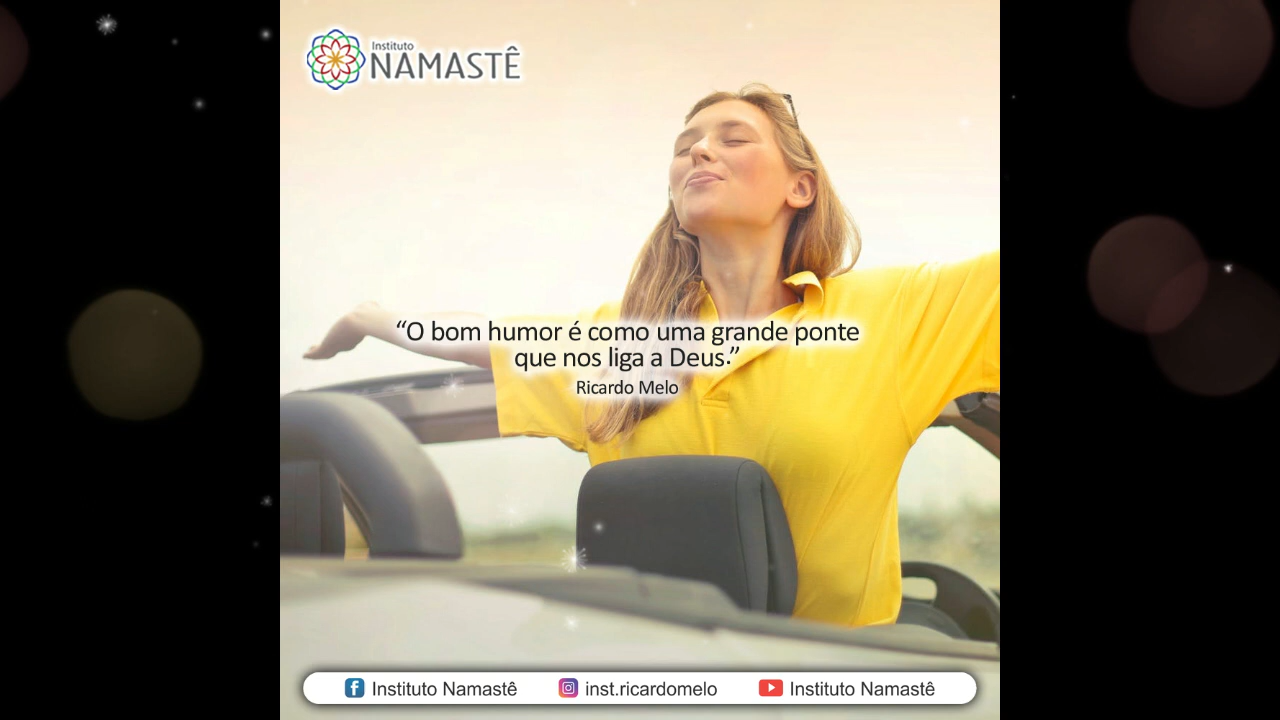 Instituto
NAMASTÊ
“O bom humor é como uma grande ponte
que nos liga a Deus.”
Ricardo Melo
Instituto Namastê inst.ricardomelo Instituto Namastê